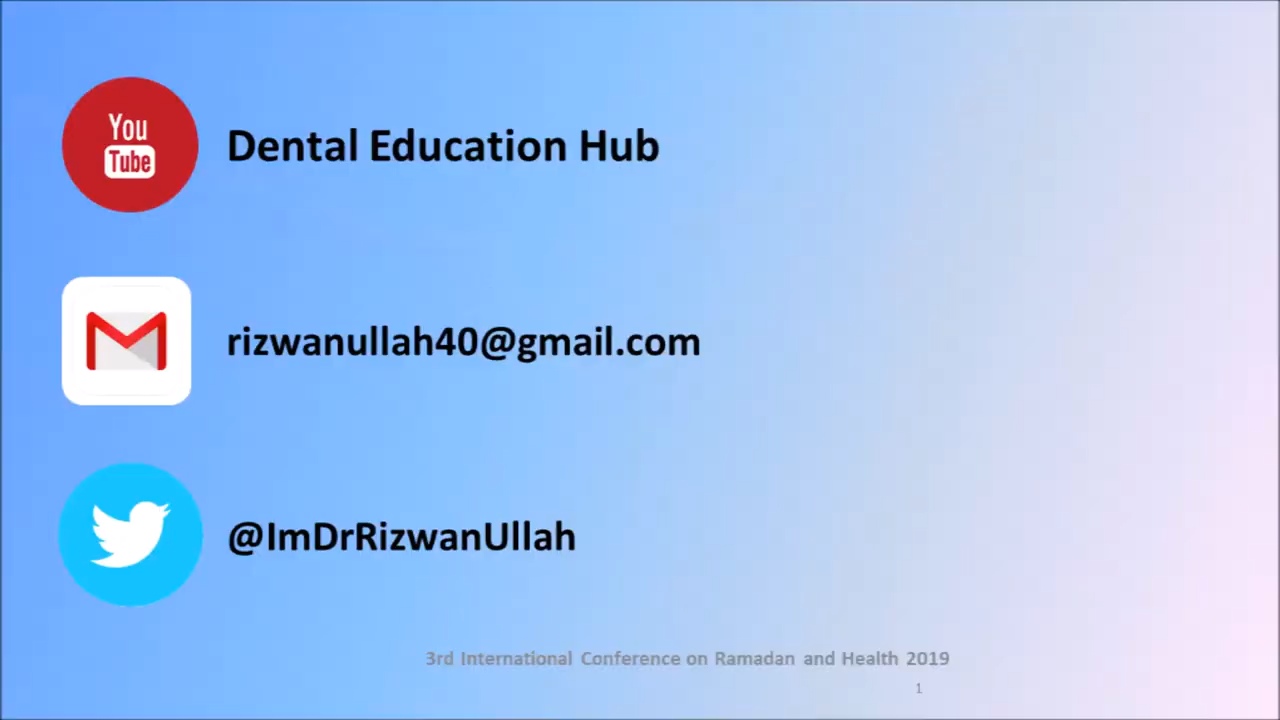 You
Tube
Dental Education Hub
rizwanullah40@gmail.com
@ImDrRizwanUllah
3rd International Conference on Ramadan and Health 2019
1